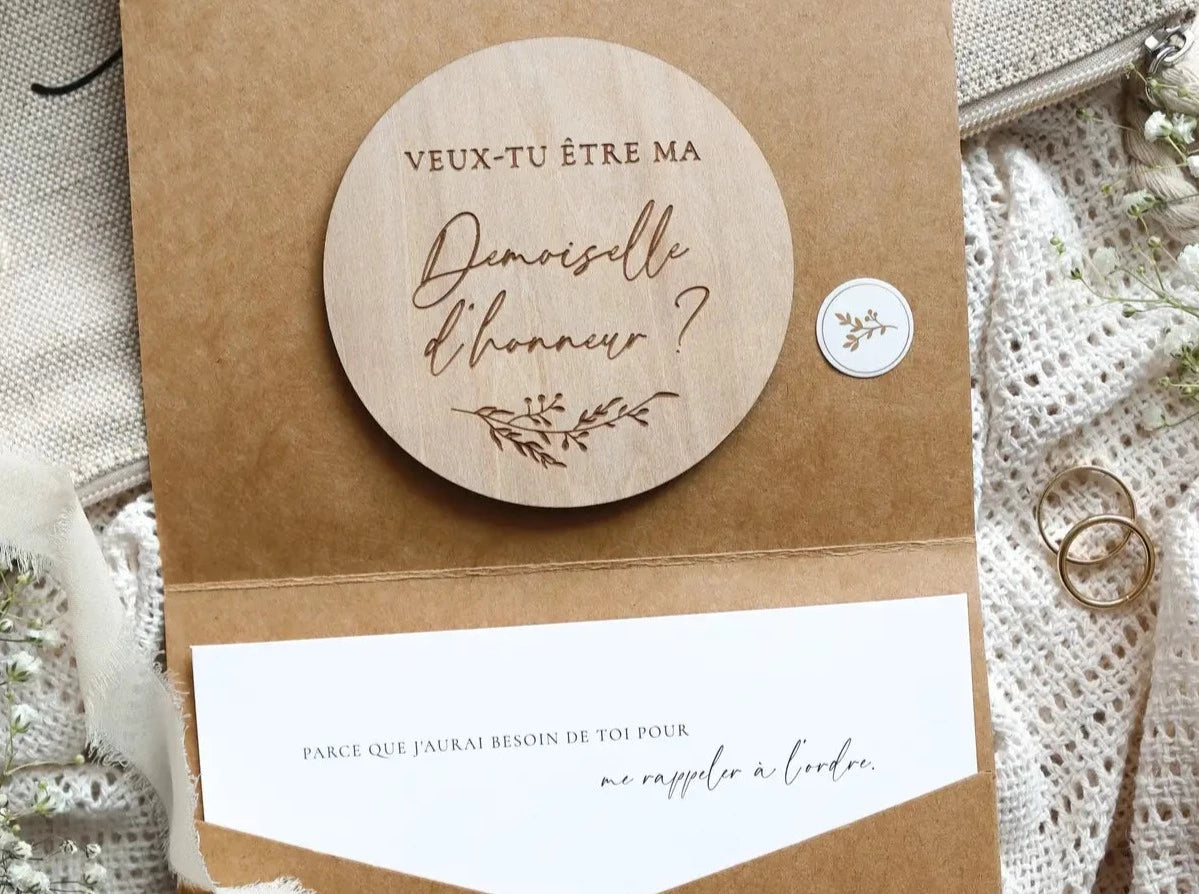 VEUX-TU ÊTRE MA
Demoiselle
d'honneur ?
PARCE QUE J'AURAI BESOIN DE TOI POUR
me rappeler à l'ordre.